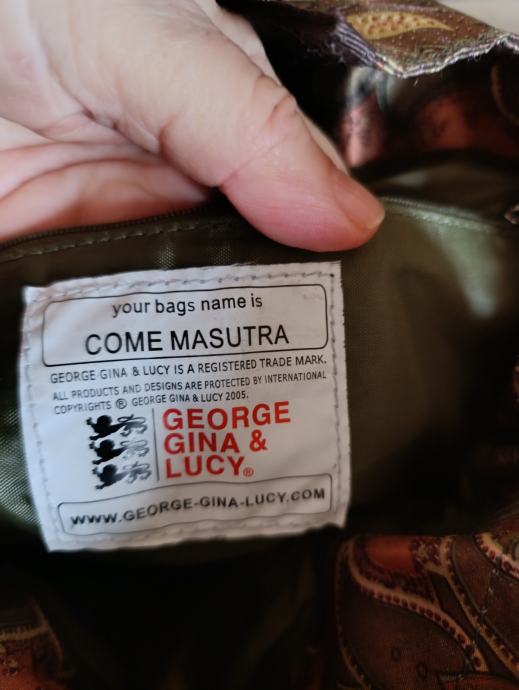 your bags name is
COME MASUTRA
GEORGE GINA & LUCY IS A REGISTERED TRADE MARK.
ALL PRODUCTS AND DESIGNS ARE PROTECTED BY INTERNATIONAL
COPYRIGHTS ® GEORGE GINA & LUCY 2005.
GEORGE
GINA &
LUCY®
WWW.GEORGE-GINA-LUCY.COM